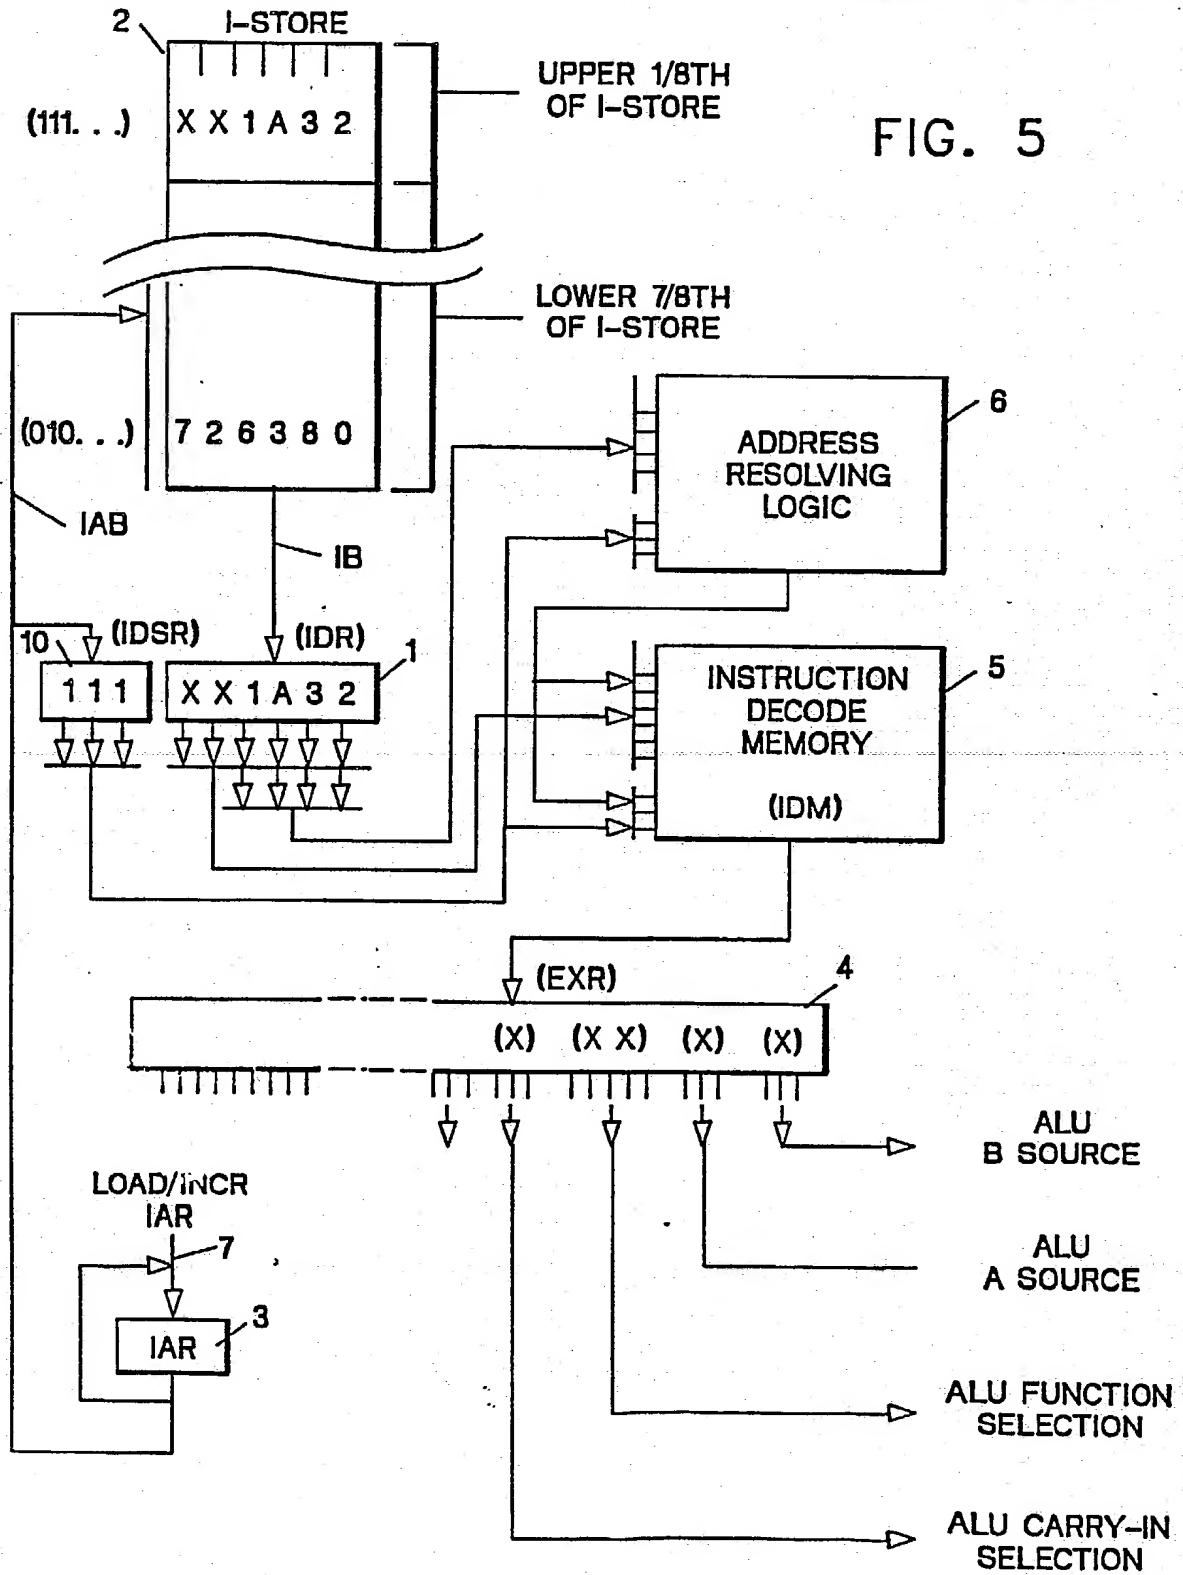 2
I-STORE
(111. . .)
X X 1 A 3 2
UPPER 1/8TH
OF I-STORE
FIG. 5
LOWER 7/8TH
OF I-STORE
(010. . .)
7 2 6 3 8 0
6
ADDRESS
RESOLVING
LOGIC
IAB
IB
10
(IDSR)
(IDR)
1
1 1 1
X X 1 A 3 2
5
INSTRUCTION
DECODE
MEMORY
(IDM)
(EXR)
4
(X) (X X) (X) (X)
ALU
B SOURCE
LOAD/INCR
IAR
7
ALU
A SOURCE
3
IAR
ALU FUNCTION
SELECTION
ALU CARRY-IN
SELECTION